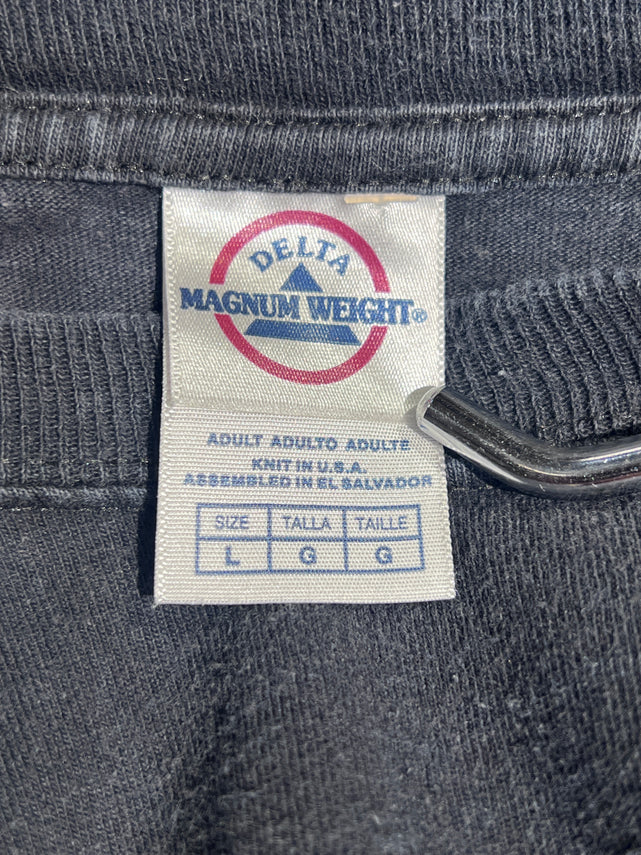 DELTA
MAGNUM WEIGHT®
ADULT ADULTO ADULTE
KNIT IN U.S.A.
ASSEMBLED IN EL SALVADOR
SIZE TALLA TAILLE
L G G